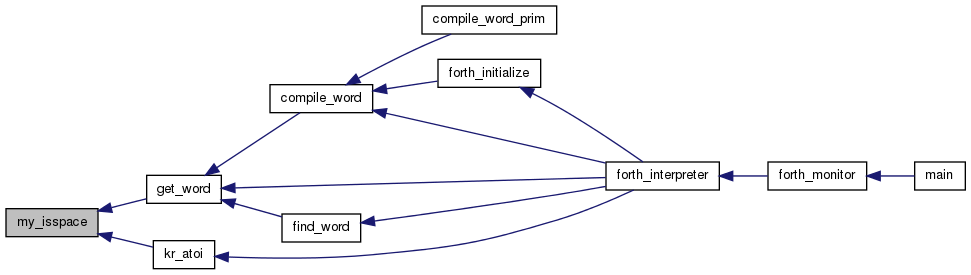 compile_word_prim
forth_initialize
compile_word
forth_interpreter
forth_monitor
main
get_word
my_isspace
find_word
kr_atoi